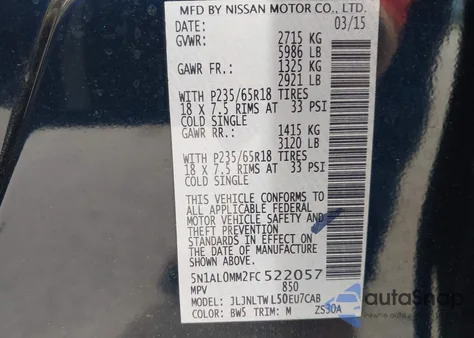 MFD BY NISSAN MOTOR CO., LTD.
DATE: 03/15
GVWR: 2715 KG
5986 LB
GAWR FR.: 1325 KG
2921 LB
WITH P235/65R18 TIRES
18 X 7.5 RIMS AT 33 PSI
COLD SINGLE
GAWR RR.: 1415 KG
3120 LB
WITH P235/65R18 TIRES
18 X 7.5 RIMS AT 33 PSI
COLD SINGLE
THIS VEHICLE CONFORMS TO
ALL APPLICABLE FEDERAL
MOTOR VEHICLE SAFETY AND
THEFT PREVENTION
STANDARDS IN EFFECT ON
THE DATE OF MANUFACTURE
SHOWN ABOVE.
5N1AL0MM2FC522057
MPV 850
MODEL: JLJNLTWL50EU7CAB
COLOR: BW5 TRIM: M ZS30A
autoSnap